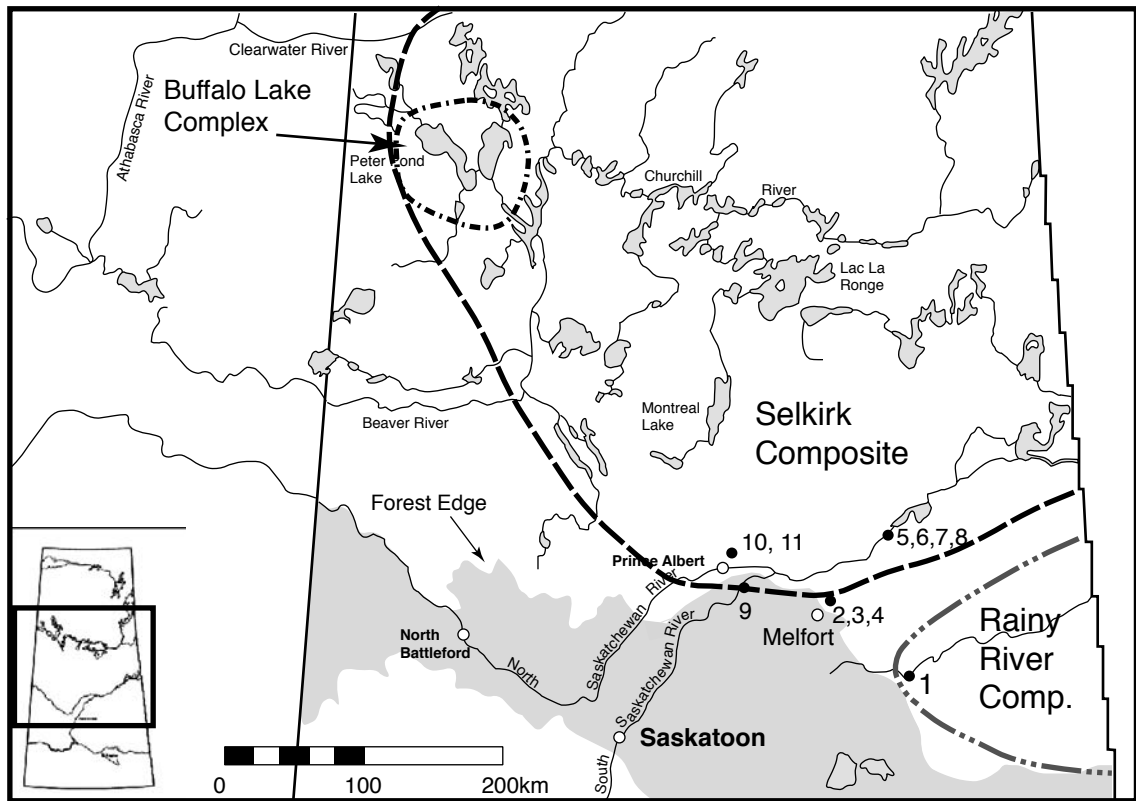 Clearwater River
Athabasca River
Buffalo Lake
Complex
Peter Pond
Lake
Churchill
River
Lac La
Ronge
Beaver River
Montreal
Lake
Selkirk
Composite
Forest Edge
10, 11
5,6,7,8
Prince Albert
9
2,3,4
Melfort
North
Battleford
North
Saskatchewan River
South
Saskatchewan River
Rainy
River
Comp.
1
Saskatoon
0
100
200km